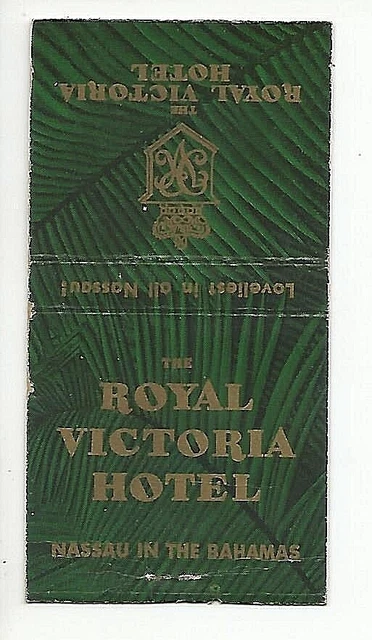 THE
ROYAL VICTORIA
HOTEL
Loveliest in all Nassau!
THE
ROYAL
VICTORIA
HOTEL
NASSAU IN THE BAHAMAS